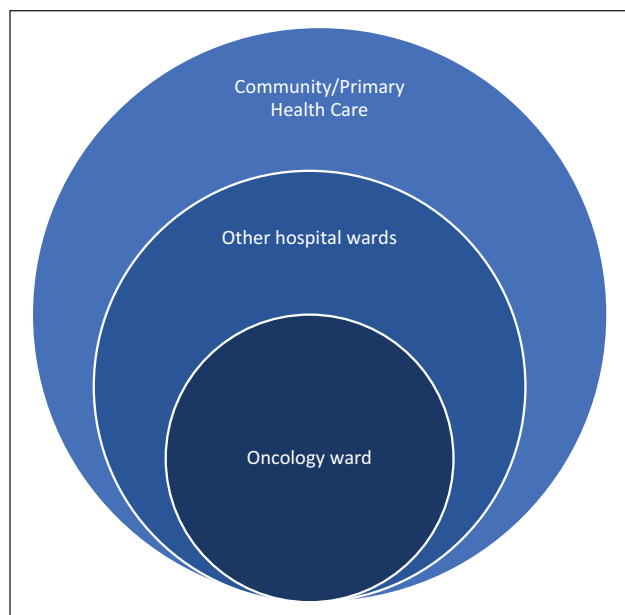 Community/Primary
Health Care
Other hospital wards
Oncology ward